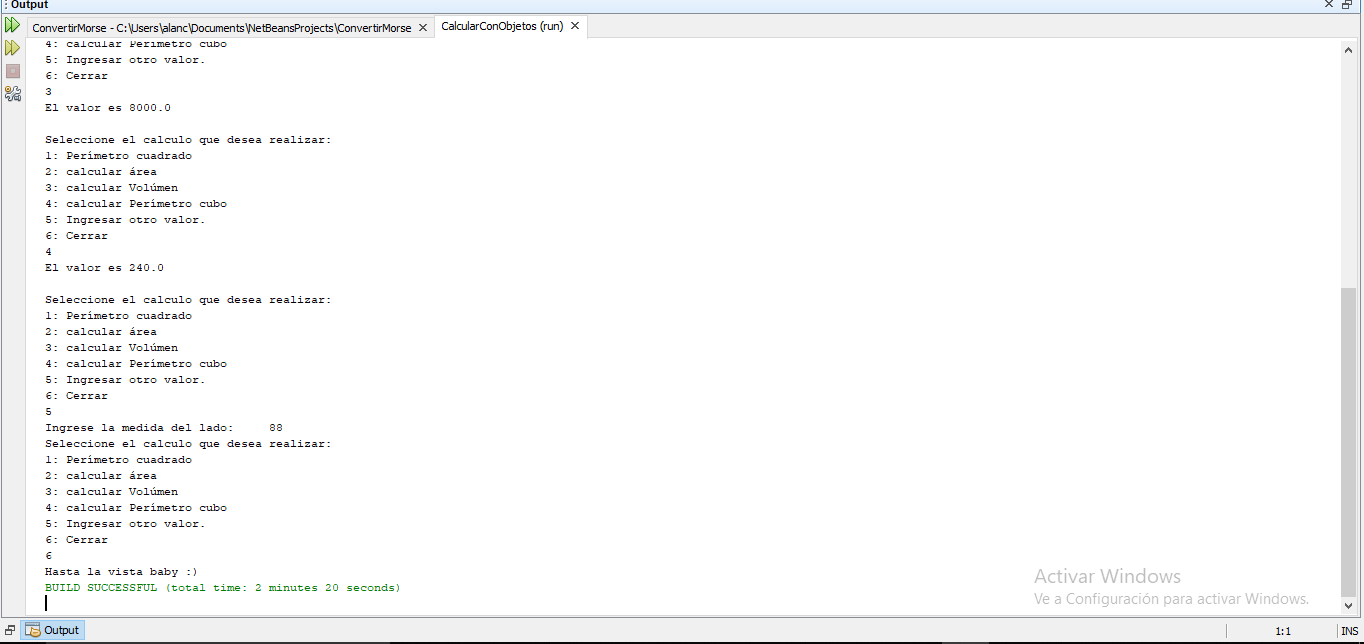 Output
ConvertirMorse - C:\Users\alanc\Documents\NetBeansProjects\ConvertirMorse
CalcularConObjetos (run)
4: calcular Perímetro cubo
5: Ingresar otro valor.
6: Cerrar
3
El valor es 8000.0
Seleccione el calculo que desea realizar:
1: Perímetro cuadrado
2: calcular área
3: calcular Volúmen
4: calcular Perímetro cubo
5: Ingresar otro valor.
6: Cerrar
4
El valor es 240.0
Seleccione el calculo que desea realizar:
1: Perímetro cuadrado
2: calcular área
3: calcular Volúmen
4: calcular Perímetro cubo
5: Ingresar otro valor.
6: Cerrar
5
Ingrese la medida del lado:     88
Seleccione el calculo que desea realizar:
1: Perímetro cuadrado
2: calcular área
3: calcular Volúmen
4: calcular Perímetro cubo
5: Ingresar otro valor.
6: Cerrar
6
Hasta la vista baby :)
BUILD SUCCESSFUL (total time: 2 minutes 20 seconds)
Activar Windows
Ve a Configuración para activar Windows.
Output
1:1
INS